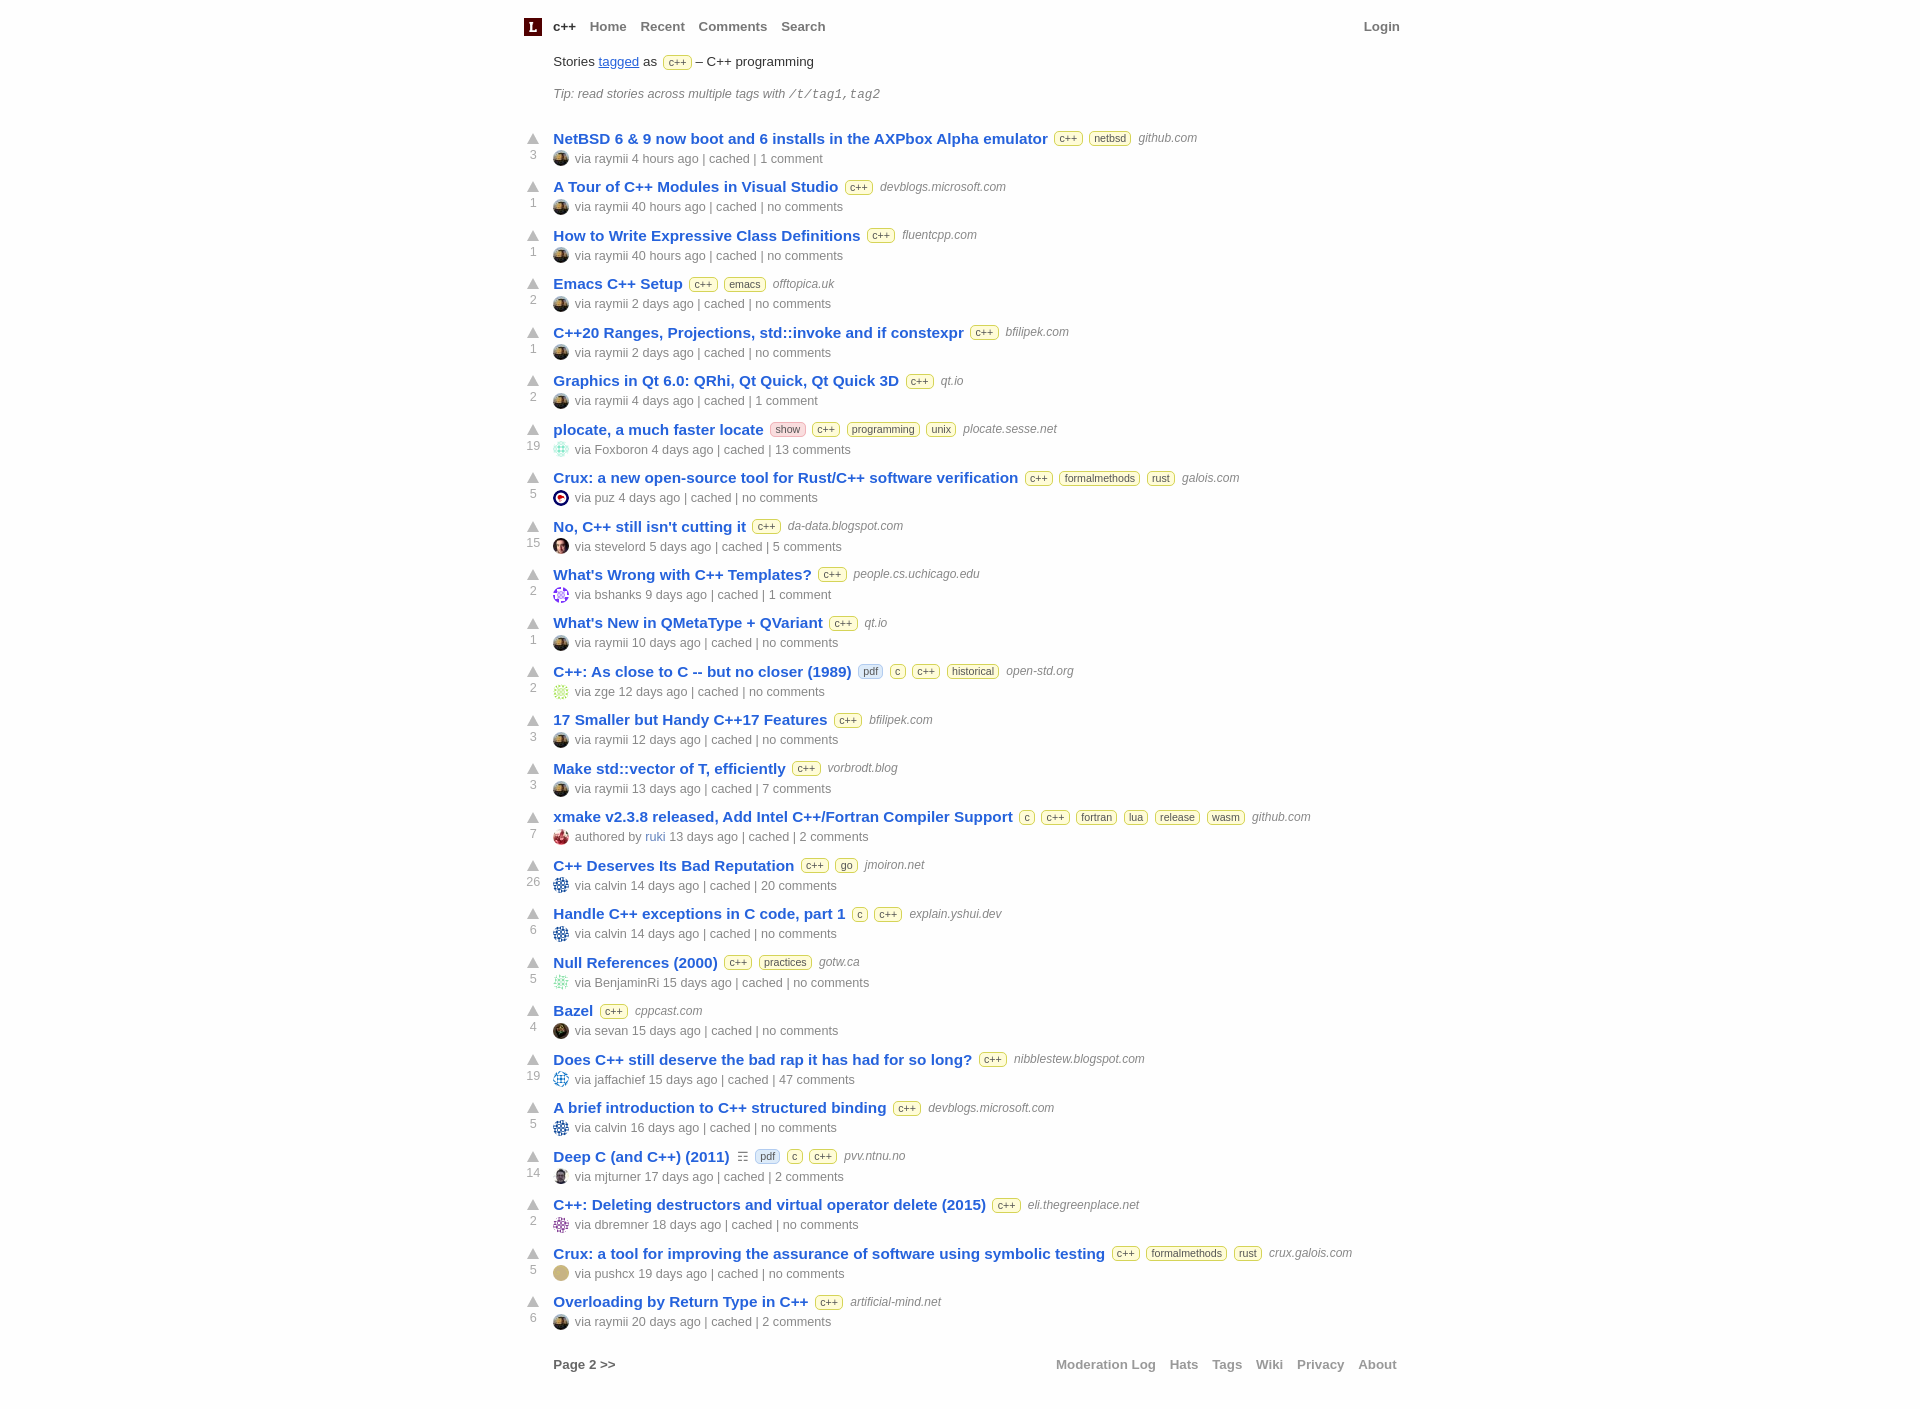 L c++ Home Recent Comments Search Login
Stories tagged as c++ – C++ programming
Tip: read stories across multiple tags with /t/tag1,tag2
NetBSD 6 & 9 now boot and 6 installs in the AXPbox Alpha emulator c++ netbsd github.com
3 via raymii 4 hours ago | cached | 1 comment
A Tour of C++ Modules in Visual Studio c++ devblogs.microsoft.com
1 via raymii 40 hours ago | cached | no comments
How to Write Expressive Class Definitions c++ fluentcpp.com
1 via raymii 40 hours ago | cached | no comments
Emacs C++ Setup c++ emacs offtopica.uk
2 via raymii 2 days ago | cached | no comments
C++20 Ranges, Projections, std::invoke and if constexpr c++ bfilipek.com
1 via raymii 2 days ago | cached | no comments
Graphics in Qt 6.0: QRhi, Qt Quick, Qt Quick 3D c++ qt.io
2 via raymii 4 days ago | cached | 1 comment
plocate, a much faster locate show c++ programming unix plocate.sesse.net
19 via Foxboron 4 days ago | cached | 13 comments
Crux: a new open-source tool for Rust/C++ software verification c++ formalmethods rust galois.com
5 via puz 4 days ago | cached | no comments
No, C++ still isn't cutting it c++ da-data.blogspot.com
15 via stevelord 5 days ago | cached | 5 comments
What's Wrong with C++ Templates? c++ people.cs.uchicago.edu
2 via bshanks 9 days ago | cached | 1 comment
What's New in QMetaType + QVariant c++ qt.io
1 via raymii 10 days ago | cached | no comments
C++: As close to C -- but no closer (1989) pdf c c++ historical open-std.org
2 via zge 12 days ago | cached | no comments
17 Smaller but Handy C++17 Features c++ bfilipek.com
3 via raymii 12 days ago | cached | no comments
Make std::vector of T, efficiently c++ vorbrodt.blog
3 via raymii 13 days ago | cached | 7 comments
xmake v2.3.8 released, Add Intel C++/Fortran Compiler Support c c++ fortran lua release wasm github.com
7 authored by ruki 13 days ago | cached | 2 comments
C++ Deserves Its Bad Reputation c++ go jmoiron.net
26 via calvin 14 days ago | cached | 20 comments
Handle C++ exceptions in C code, part 1 c c++ explain.yshui.dev
6 via calvin 14 days ago | cached | no comments
Null References (2000) c++ practices gotw.ca
5 via BenjaminRi 15 days ago | cached | no comments
Bazel c++ cppcast.com
4 via sevan 15 days ago | cached | no comments
Does C++ still deserve the bad rap it has had for so long? c++ nibblestew.blogspot.com
19 via jaffachief 15 days ago | cached | 47 comments
A brief introduction to C++ structured binding c++ devblogs.microsoft.com
5 via calvin 16 days ago | cached | no comments
Deep C (and C++) (2011) ☶ pdf c c++ pvv.ntnu.no
14 via mjturner 17 days ago | cached | 2 comments
C++: Deleting destructors and virtual operator delete (2015) c++ eli.thegreenplace.net
2 via dbremner 18 days ago | cached | no comments
Crux: a tool for improving the assurance of software using symbolic testing c++ formalmethods rust crux.galois.com
5 via pushcx 19 days ago | cached | no comments
Overloading by Return Type in C++ c++ artificial-mind.net
6 via raymii 20 days ago | cached | 2 comments
Page 2 >> Moderation Log Hats Tags Wiki Privacy About